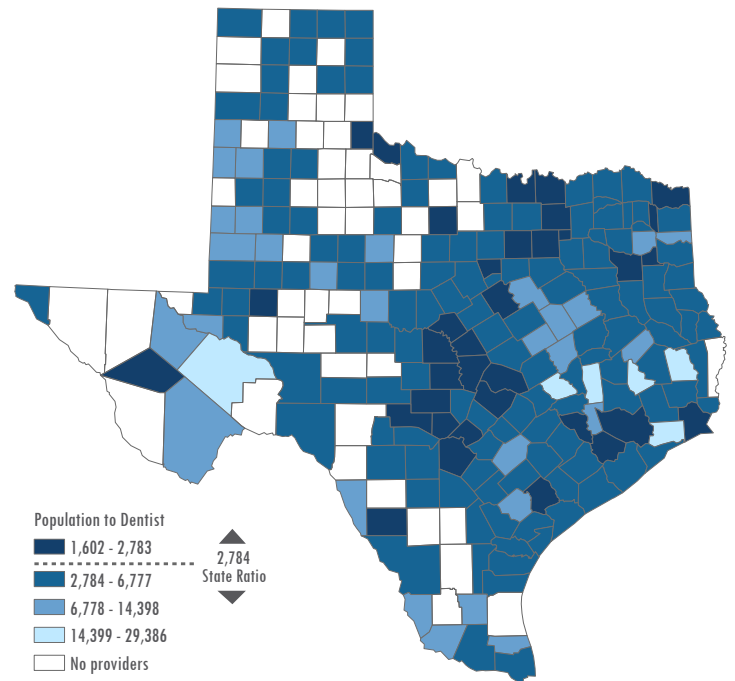 Population to Dentist
1,602 - 2,783
2,784 - 6,777
6,778 - 14,398
14,399 - 29,386
No providers
2,784
State Ratio